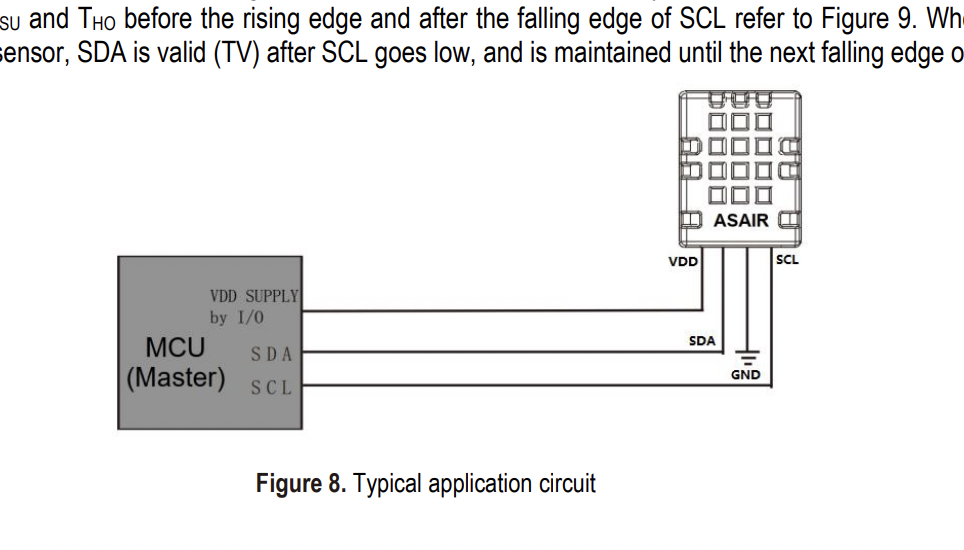 SU and THO before the rising edge and after the falling edge of SCL refer to Figure 9. Wh
sensor, SDA is valid (TV) after SCL goes low, and is maintained until the next falling edge o
ASAIR
VDD
SCL
VDD SUPPLY
by I/O
SDA
MCU
SDA
(Master)
GND
SCL
Figure 8. Typical application circuit